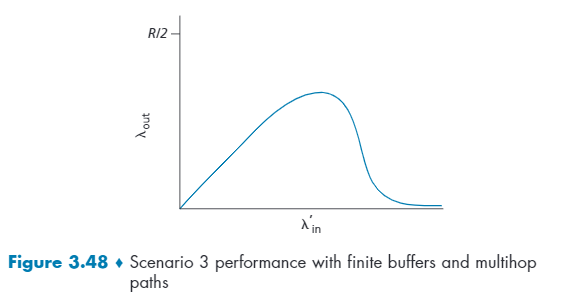 R/2
λout
λ'in
Figure 3.48 ♦ Scenario 3 performance with finite buffers and multihop
paths